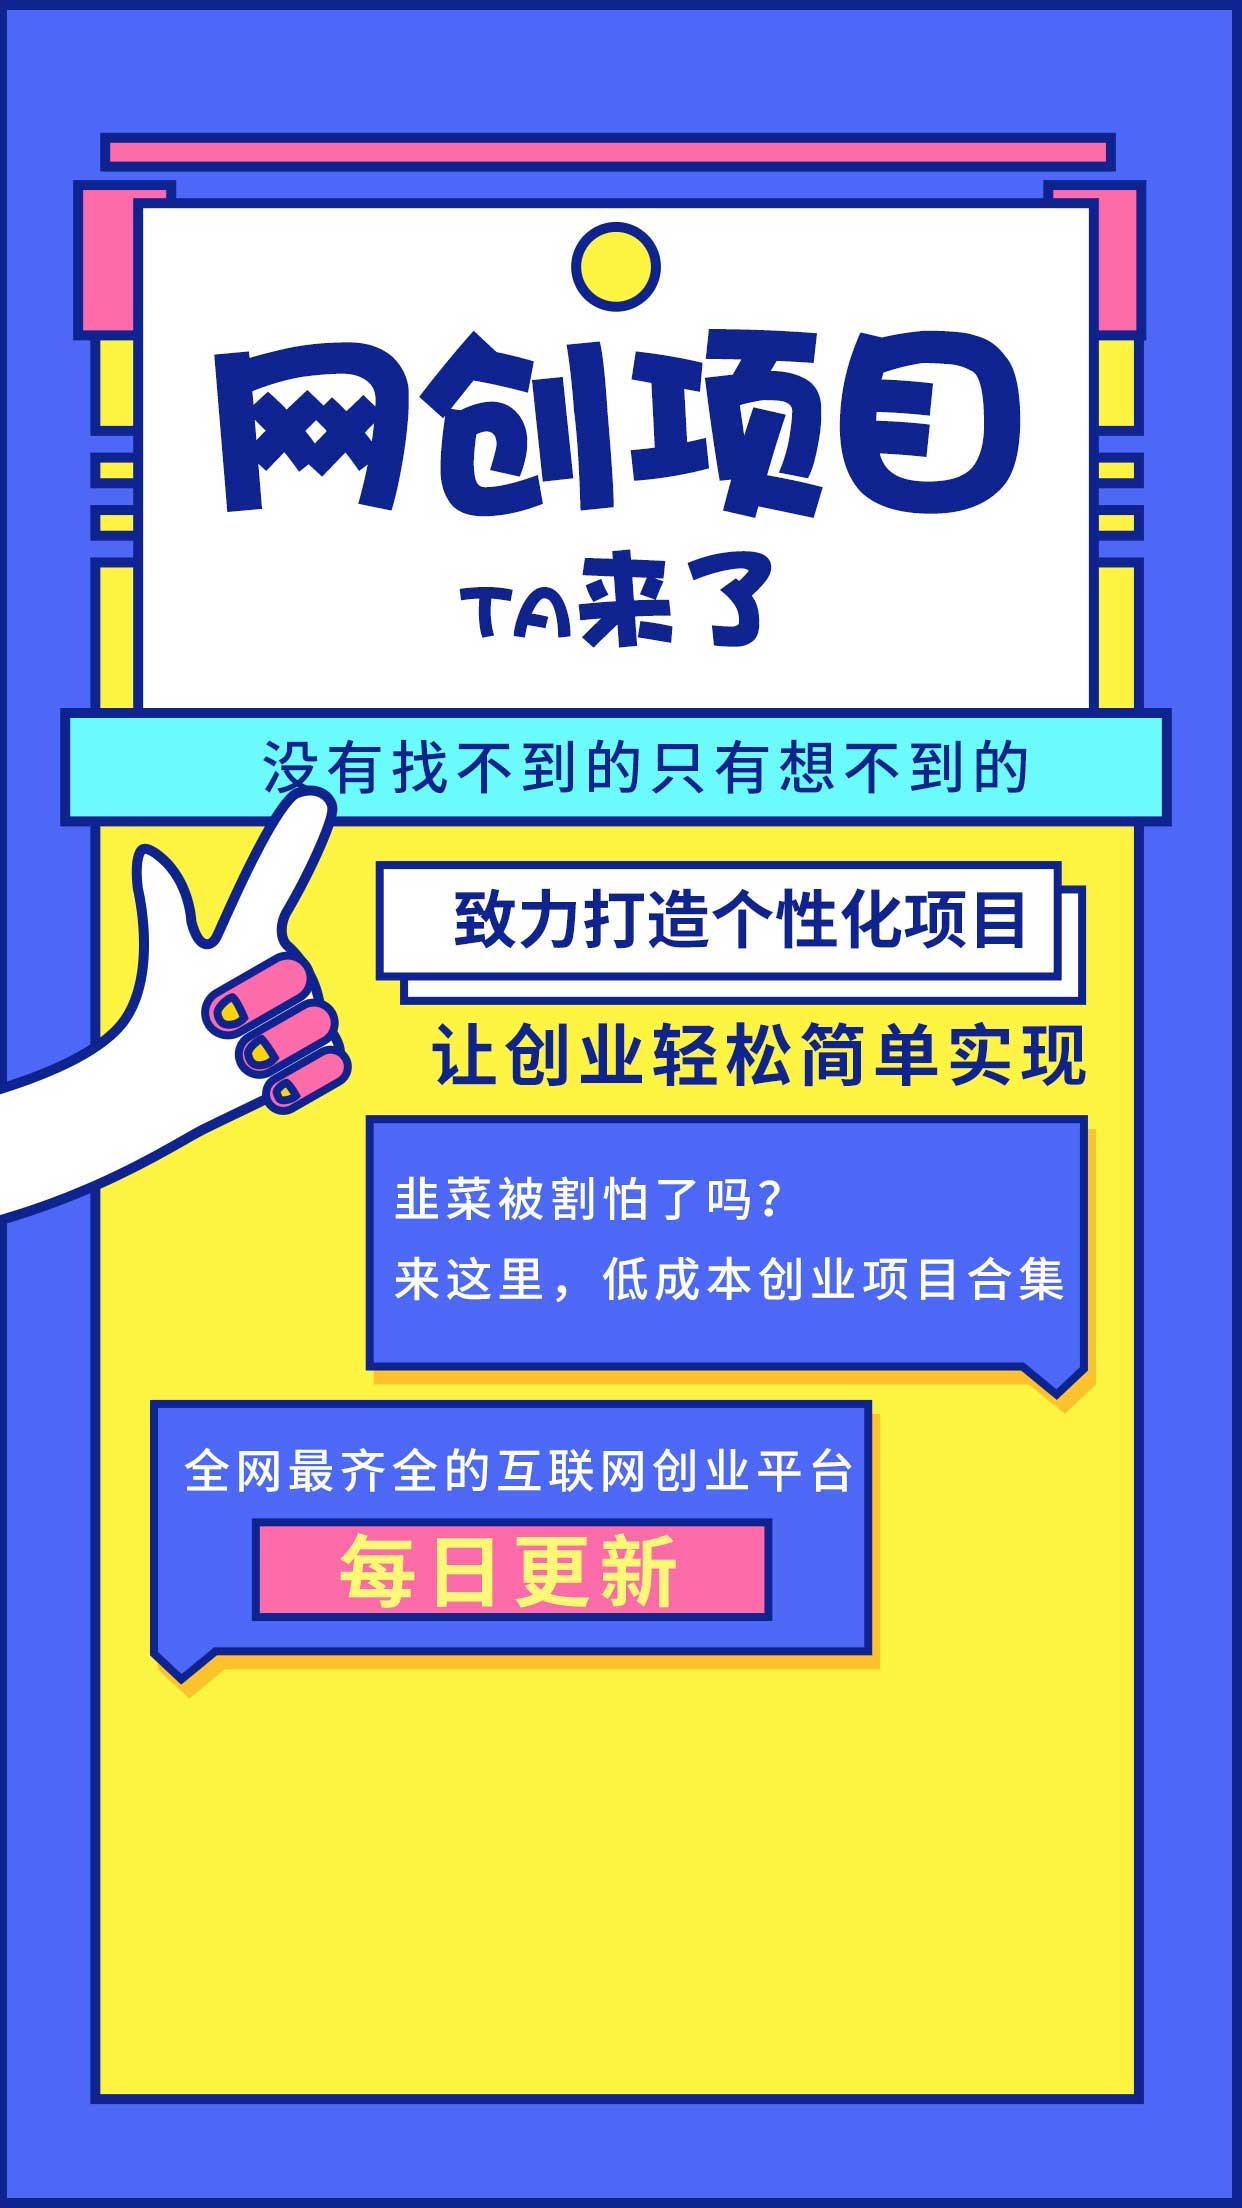 网创项目
TA来了
没有找不到的只有想不到的
致力打造个性化项目
让创业轻松简单实现
韭菜被割怕了吗？
来这里，低成本创业项目合集
全网最齐全的互联网创业平台
每日更新